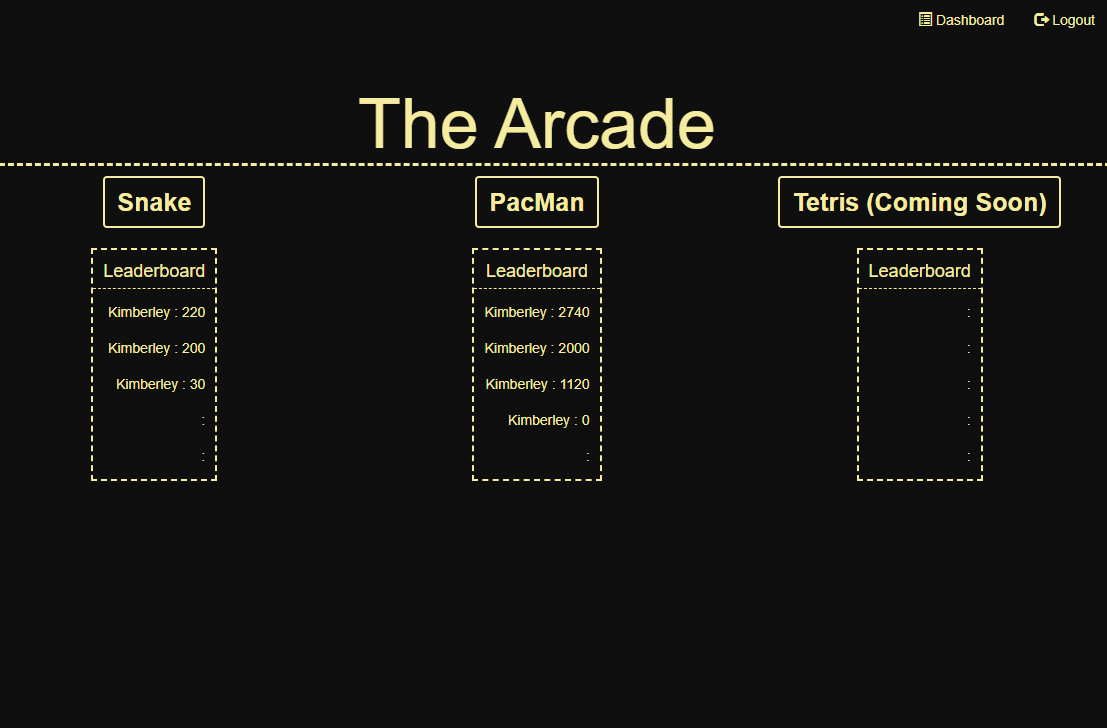 Dashboard Logout
The Arcade
Snake
PacMan
Tetris (Coming Soon)
Leaderboard
Kimberley : 220
Kimberley : 200
Kimberley : 30
:
:
Leaderboard
Kimberley : 2740
Kimberley : 2000
Kimberley : 1120
Kimberley : 0
:
Leaderboard
:
:
:
:
: